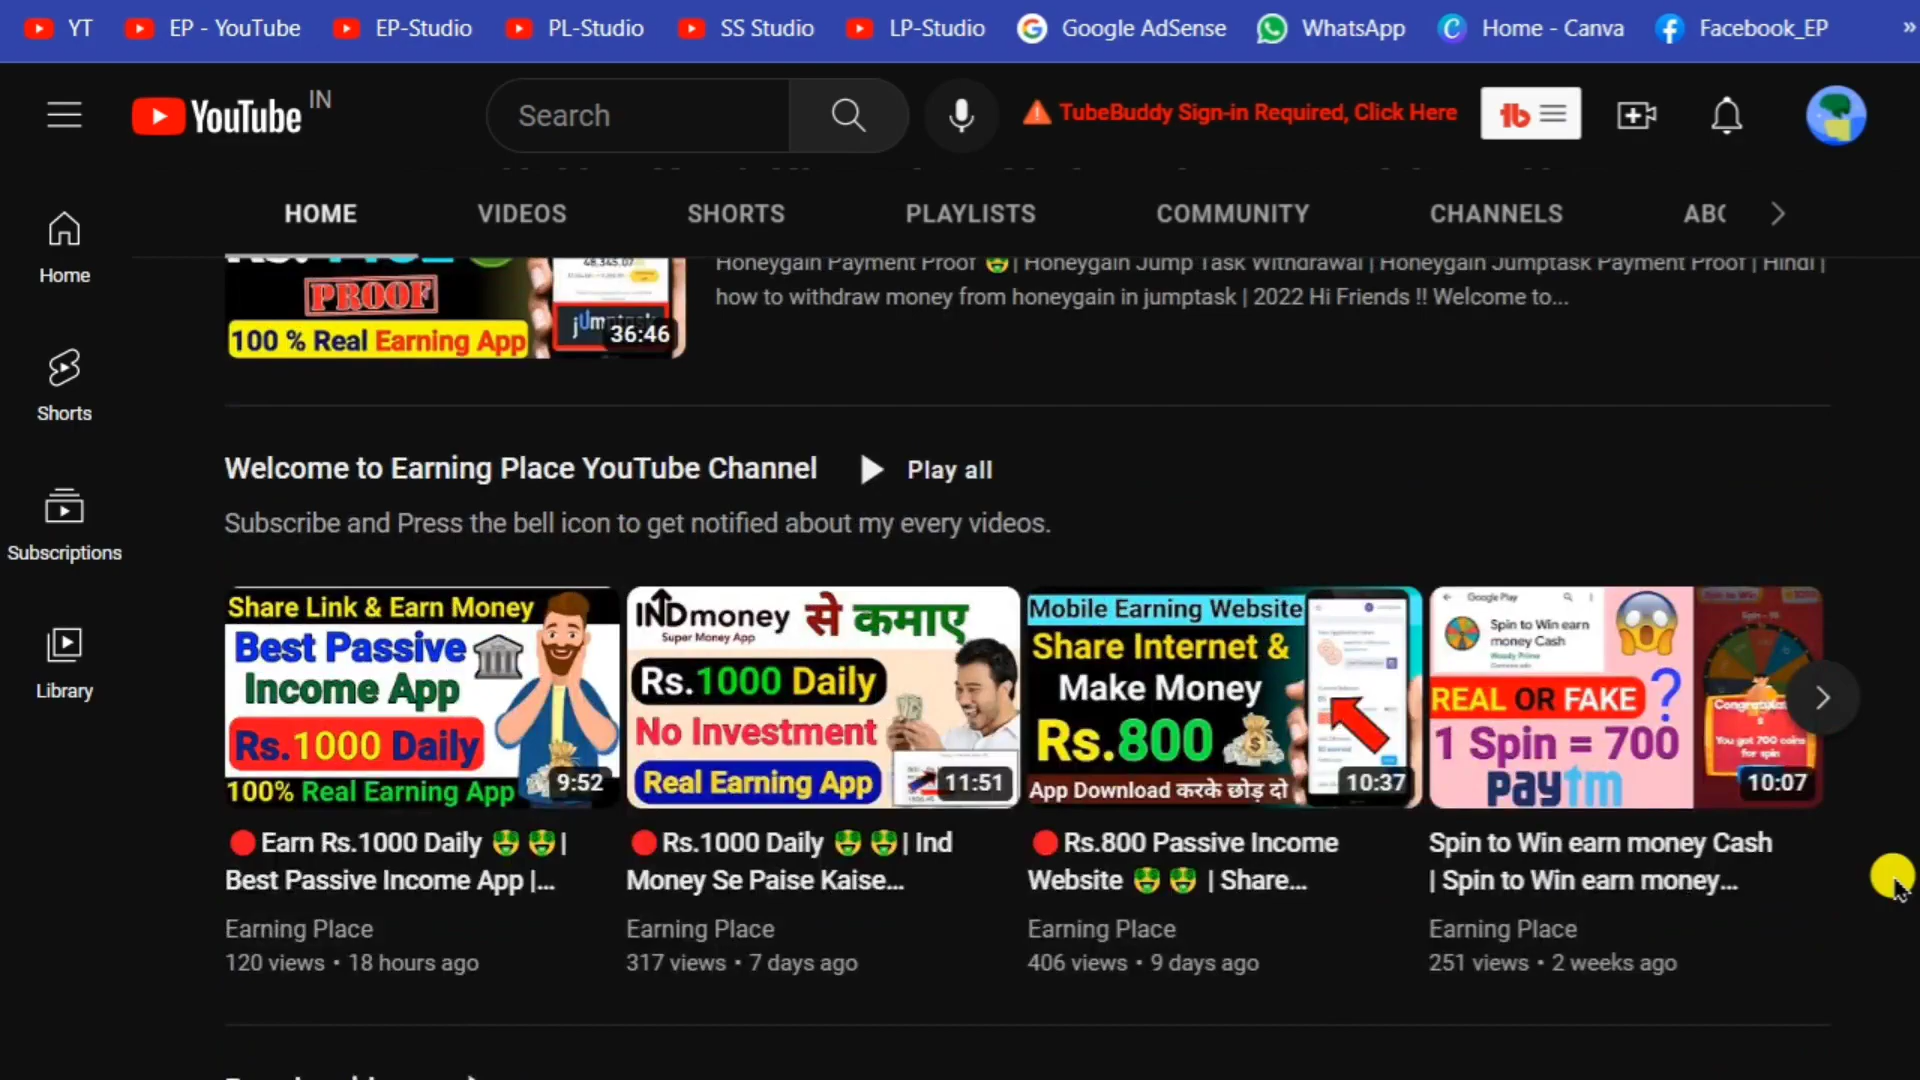 YT EP - YouTube EP-Studio PL-Studio SS Studio LP-Studio Google AdSense WhatsApp Home - Canva Facebook_EP »
YouTube IN
Search
TubeBuddy Sign-in Required, Click Here
HOME VIDEOS SHORTS PLAYLISTS COMMUNITY CHANNELS
Home
Shorts
Subscriptions
Library
48,345.07
PROOF
100 % Real Earning App
36:46
Honeygain Payment Proof 🤑 | Honeygain Jump Task Withdrawal | Honeygain Jumptask Payment Proof | Hindi |
how to withdraw money from honeygain in jumptask | 2022 Hi Friends !! Welcome to...
Welcome to Earning Place YouTube Channel Play all
Subscribe and Press the bell icon to get notified about my every videos.
Share Link & Earn Money
Best Passive
Income App
Rs.1000 Daily
100% Real Earning App
9:52
INDmoney से कमाए
Super Money App
Rs.1000 Daily
No Investment
Real Earning App
11:51
Mobile Earning Website
Share Internet &
Make Money
Rs.800
App Download करके छोड़ दो
10:37
Google Play
Spin to Win earn
money Cash
REAL OR FAKE ?
1 Spin = 700
paytm
You got 700 coins
for spin
10:07
🔴Earn Rs.1000 Daily 🤑🤑|
Best Passive Income App |...
Earning Place
120 views • 18 hours ago
🔴Rs.1000 Daily 🤑🤑| Ind
Money Se Paise Kaise...
Earning Place
317 views • 7 days ago
🔴Rs.800 Passive Income
Website 🤑🤑 | Share...
Earning Place
406 views • 9 days ago
Spin to Win earn money Cash
| Spin to Win earn money...
Earning Place
251 views • 2 weeks ago